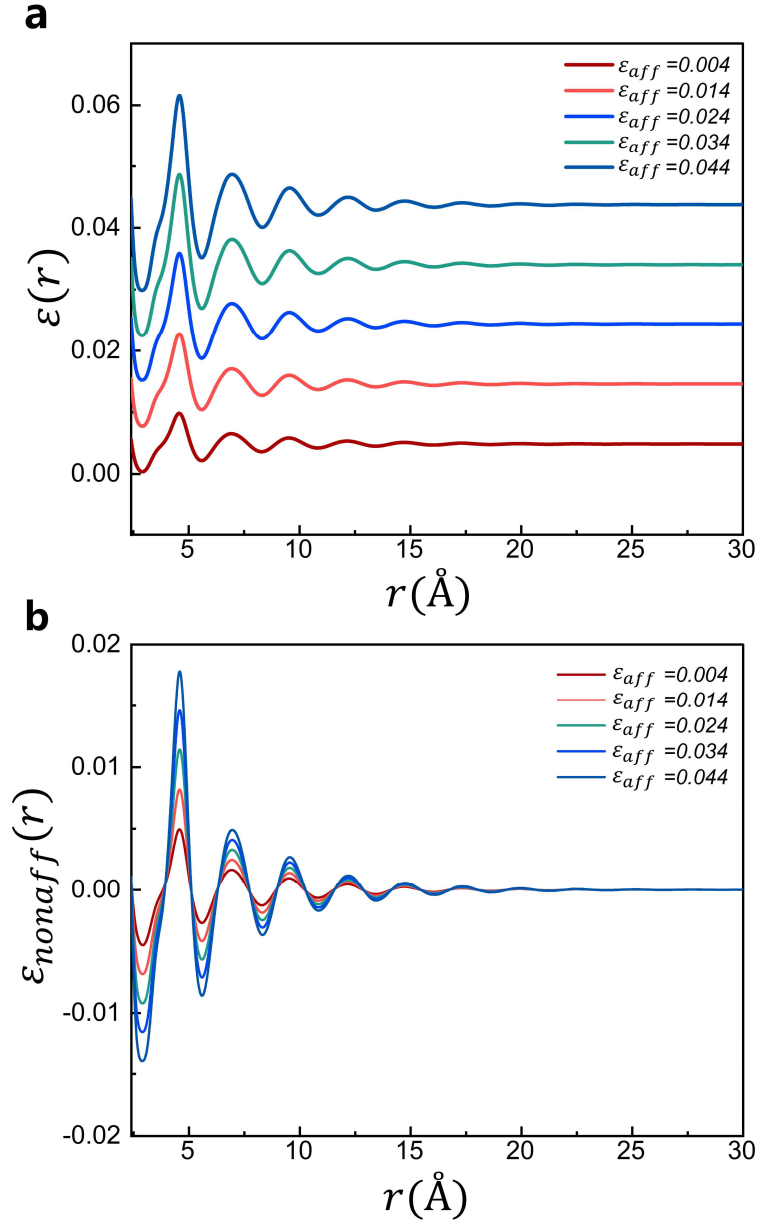 a
ε(r)
0.06
0.04
0.02
0.00
ε_aff =0.004
ε_aff =0.014
ε_aff =0.024
ε_aff =0.034
ε_aff =0.044
5 10 15 20 25 30
r(Å)
b
ε_nonaff(r)
0.02
0.01
0.00
-0.01
-0.02
ε_aff =0.004
ε_aff =0.014
ε_aff =0.024
ε_aff =0.034
ε_aff =0.044
5 10 15 20 25 30
r(Å)